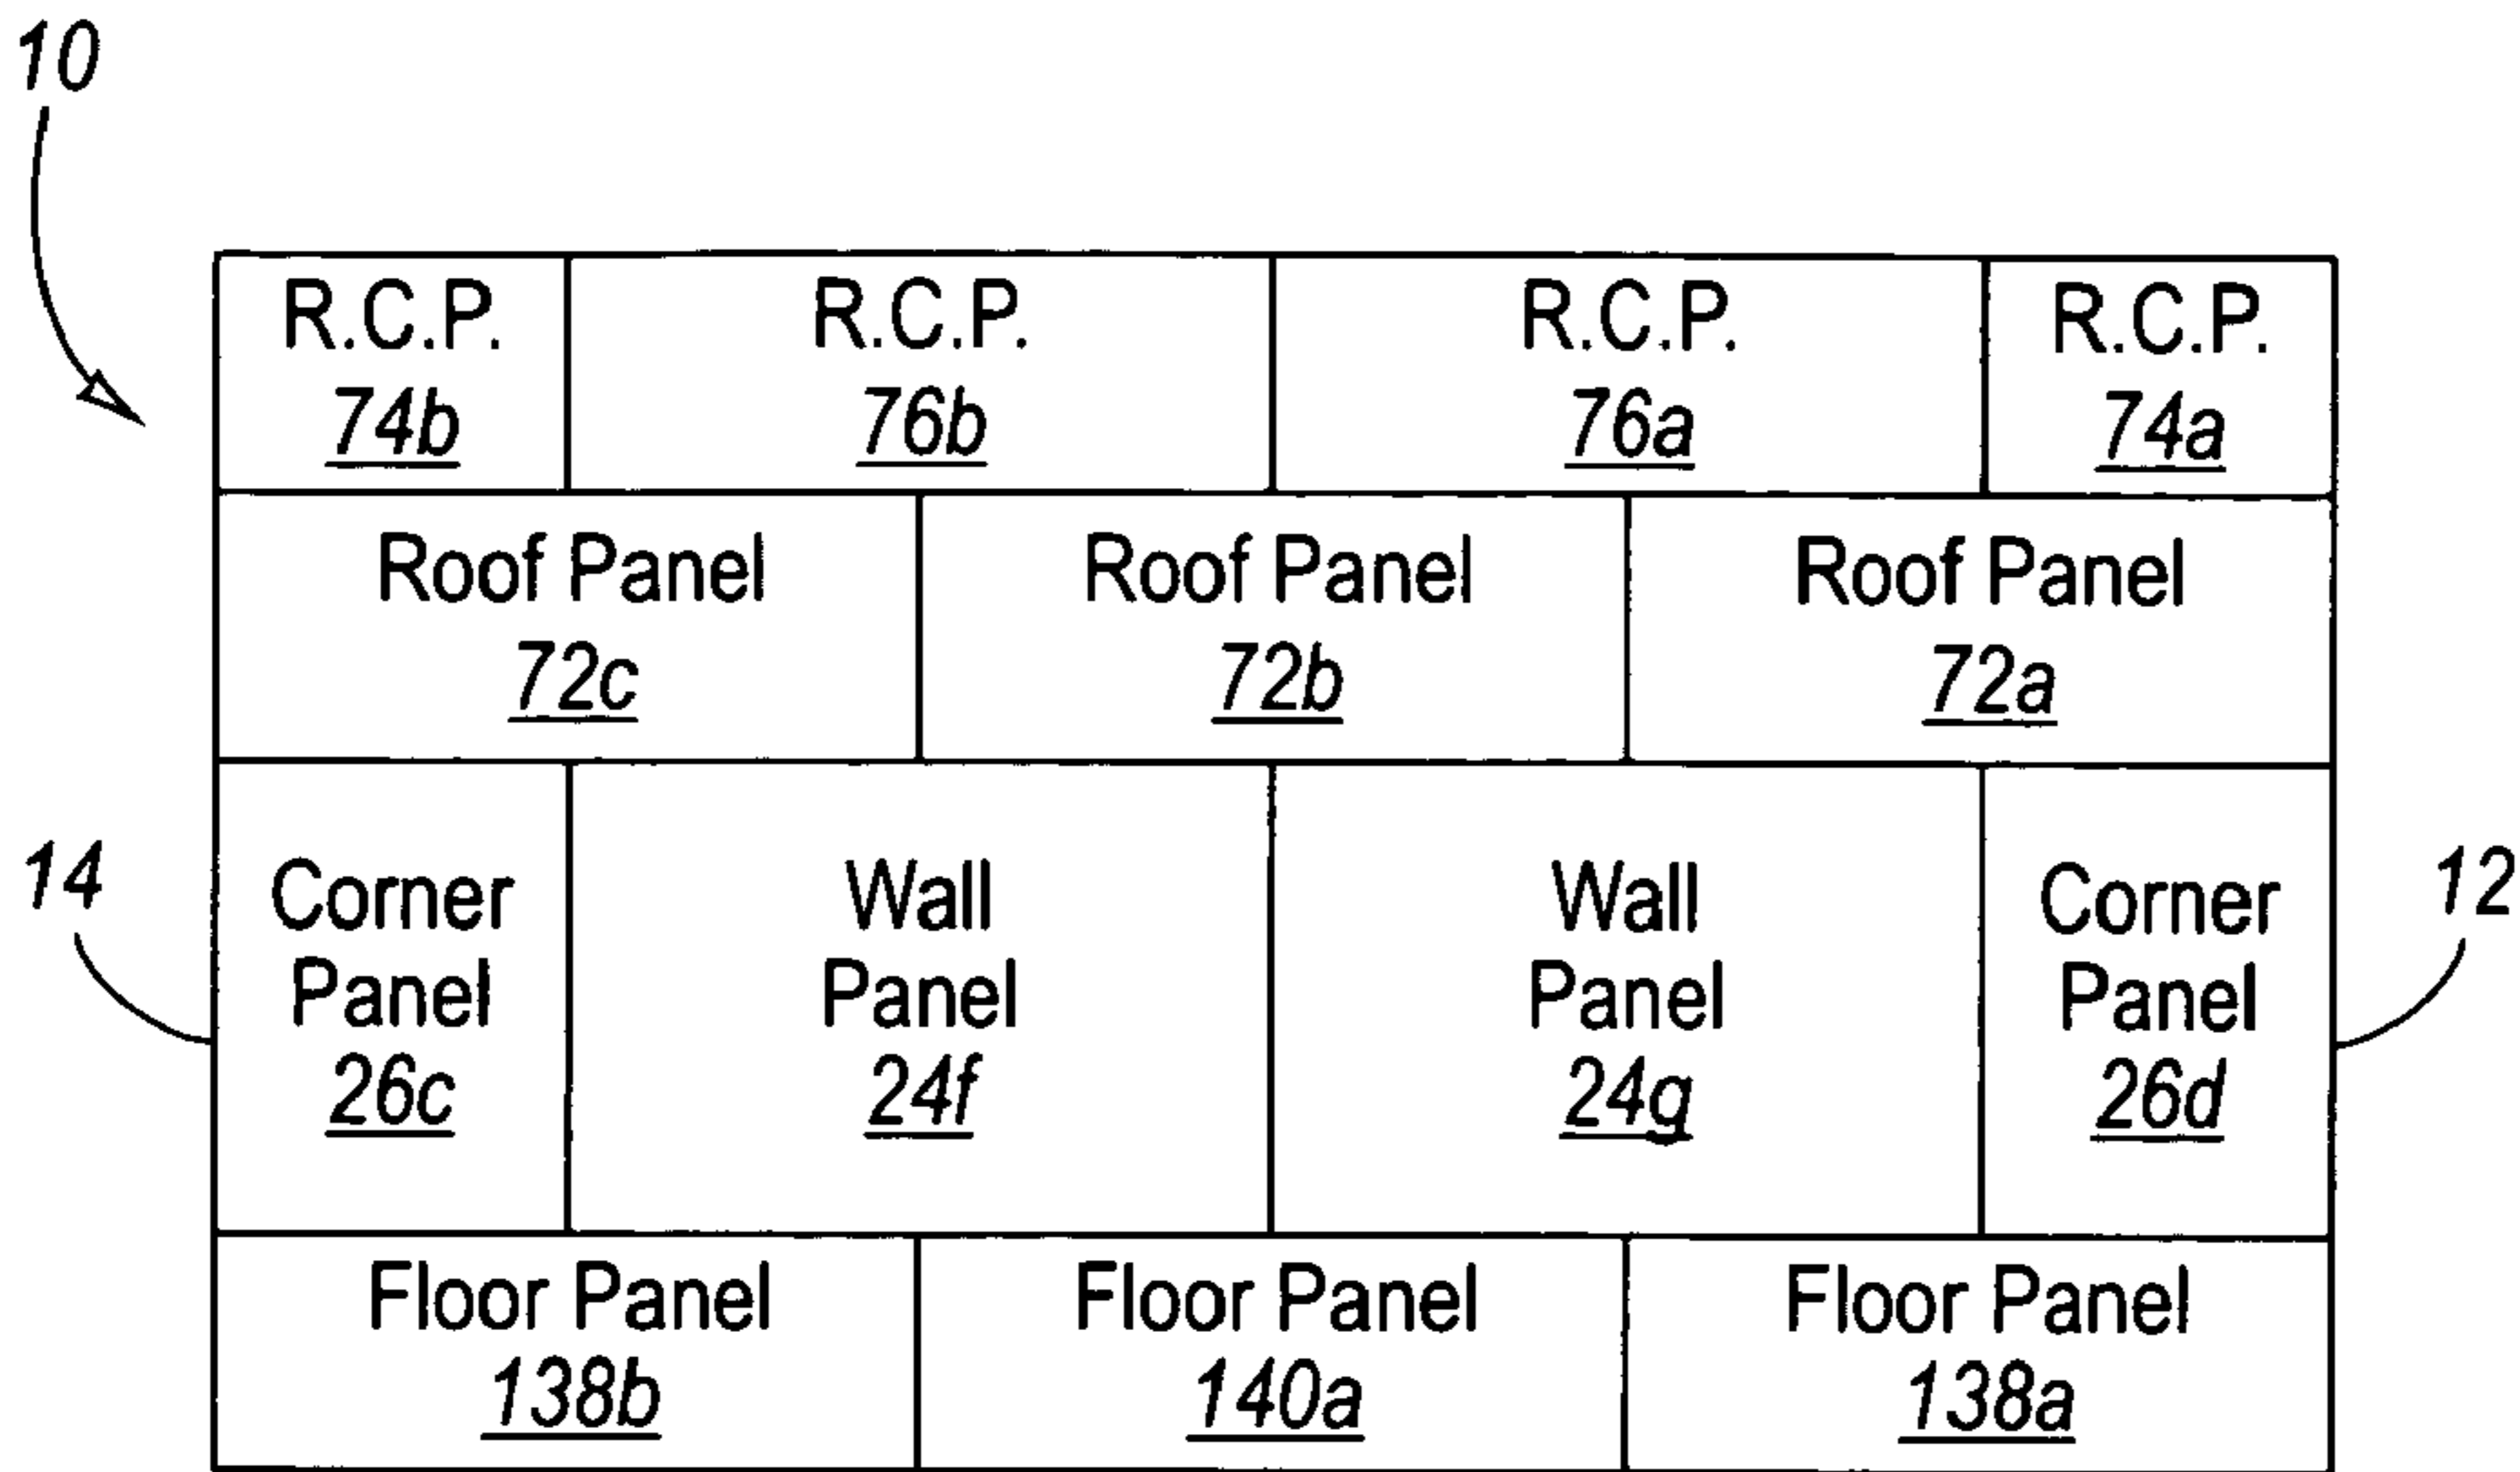 10
R.C.P.
74b
R.C.P.
76b
R.C.P.
76a
R.C.P.
74a
Roof Panel
72c
Roof Panel
72b
Roof Panel
72a
14
Corner
Panel
26c
Wall
Panel
24f
Wall
Panel
24g
Corner
Panel
26d
12
Floor Panel
138b
Floor Panel
140a
Floor Panel
138a